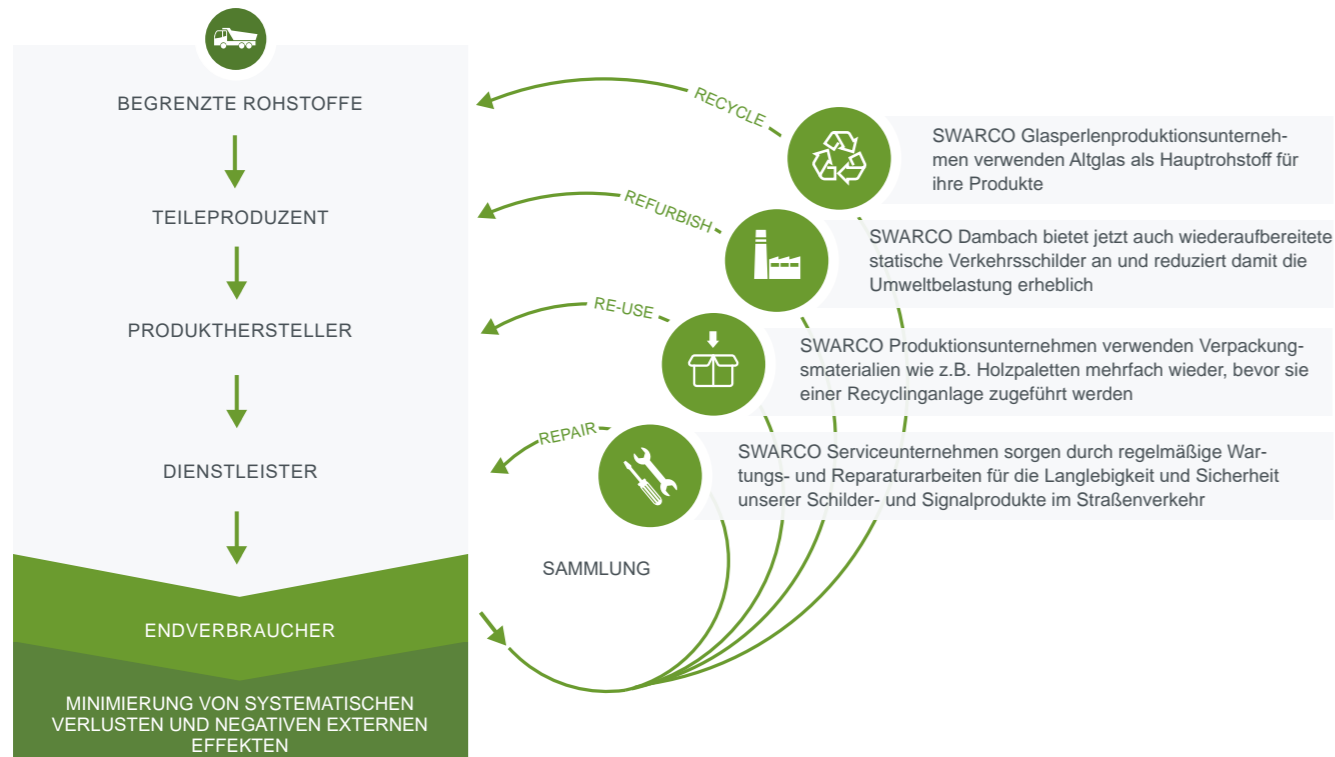 BEGRENZTE ROHSTOFFE
TEILEPRODUZENT
PRODUKTHERSTELLER
DIENSTLEISTER
ENDVERBRAUCHER
MINIMIERUNG VON SYSTEMATISCHEN
VERLUSTEN UND NEGATIVEN EXTERNEN
EFFEKTEN
RECYCLE
SWARCO Glasperlenproduktionsunterneh-
men verwenden Altglas als Hauptrohstoff für
ihre Produkte
REFURBISH
SWARCO Dambach bietet jetzt auch wiederaufbereitete
statische Verkehrsschilder an und reduziert damit die
Umweltbelastung erheblich
RE-USE
SWARCO Produktionsunternehmen verwenden Verpackung-
smaterialien wie z.B. Holzpaletten mehrfach wieder, bevor sie
einer Recyclinganlage zugeführt werden
REPAIR
SWARCO Serviceunternehmen sorgen durch regelmäßige War-
tungs- und Reparaturarbeiten für die Langlebigkeit und Sicherheit
unserer Schilder- und Signalprodukte im Straßenverkehr
SAMMLUNG